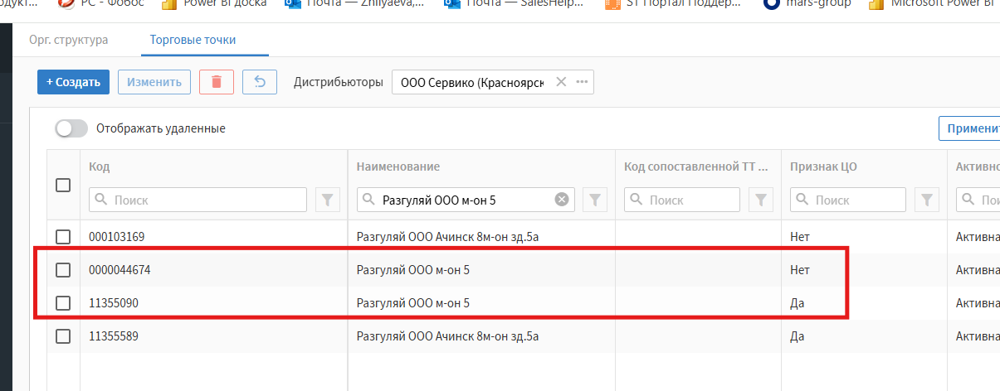 РС - Фобос Power BI доска Почта — Zhilyaeva,... Почта — SalesHelp... ST Портал Поддер... mars-group Microsoft Power BI
Орг. структура Торговые точки
+ Создать Изменить Дистрибьюторы ООО Сервико (Красноярск
Отображать удаленные Применит
Код Наименование Код сопоставленной ТТ ... Признак ЦО Активно
Поиск Разгуляй ООО м-он 5 Поиск Поиск Пои
000103169 Разгуляй ООО Ачинск 8м-он зд.5а Нет Активна
0000044674 Разгуляй ООО м-он 5 Нет Активна
11355090 Разгуляй ООО м-он 5 Да Активна
11355589 Разгуляй ООО Ачинск 8м-он зд.5а Да Активна